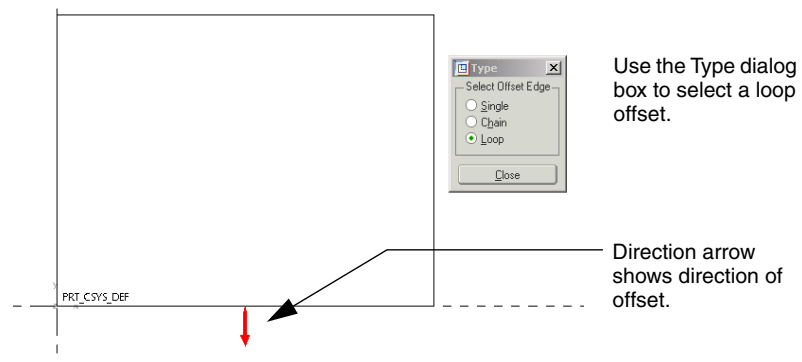 Type
Select Offset Edge
Single
Chain
Loop
Close
Use the Type dialog
box to select a loop
offset.
Direction arrow
shows direction of
offset.
y
PRT_CSYS_DEF
x